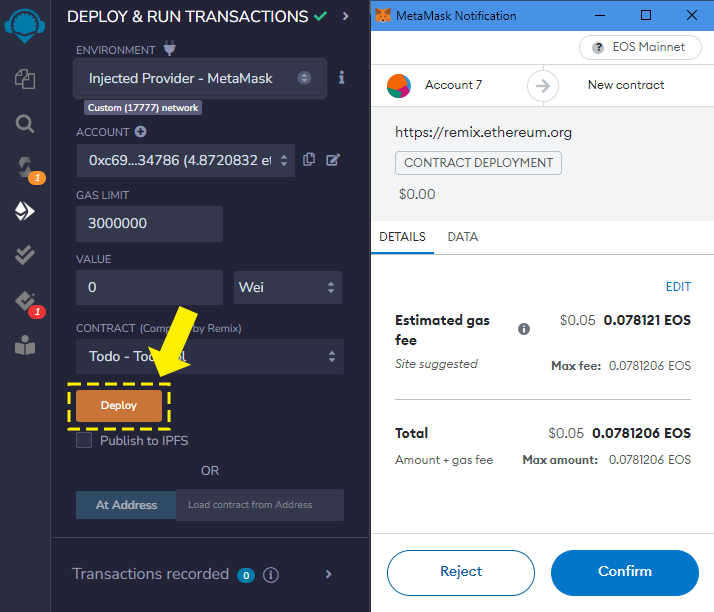 DEPLOY & RUN TRANSACTIONS
ENVIRONMENT
Injected Provider - MetaMask
Custom (17777) network
ACCOUNT
0xc69...34786 (4.8720832 et
GAS LIMIT
3000000
VALUE
0
Wei
CONTRACT (Comp by Remix)
Todo - Tod
Deploy
Publish to IPFS
OR
At Address
Load contract from Address
Transactions recorded 0 i
1
1
MetaMask Notification
? EOS Mainnet
Account 7
New contract
https://remix.ethereum.org
CONTRACT DEPLOYMENT
$0.00
DETAILS
DATA
EDIT
Estimated gas fee
$0.05 0.078121 EOS
Site suggested
Max fee: 0.0781206 EOS
Total
$0.05 0.0781206 EOS
Amount + gas fee
Max amount: 0.0781206 EOS
Reject
Confirm